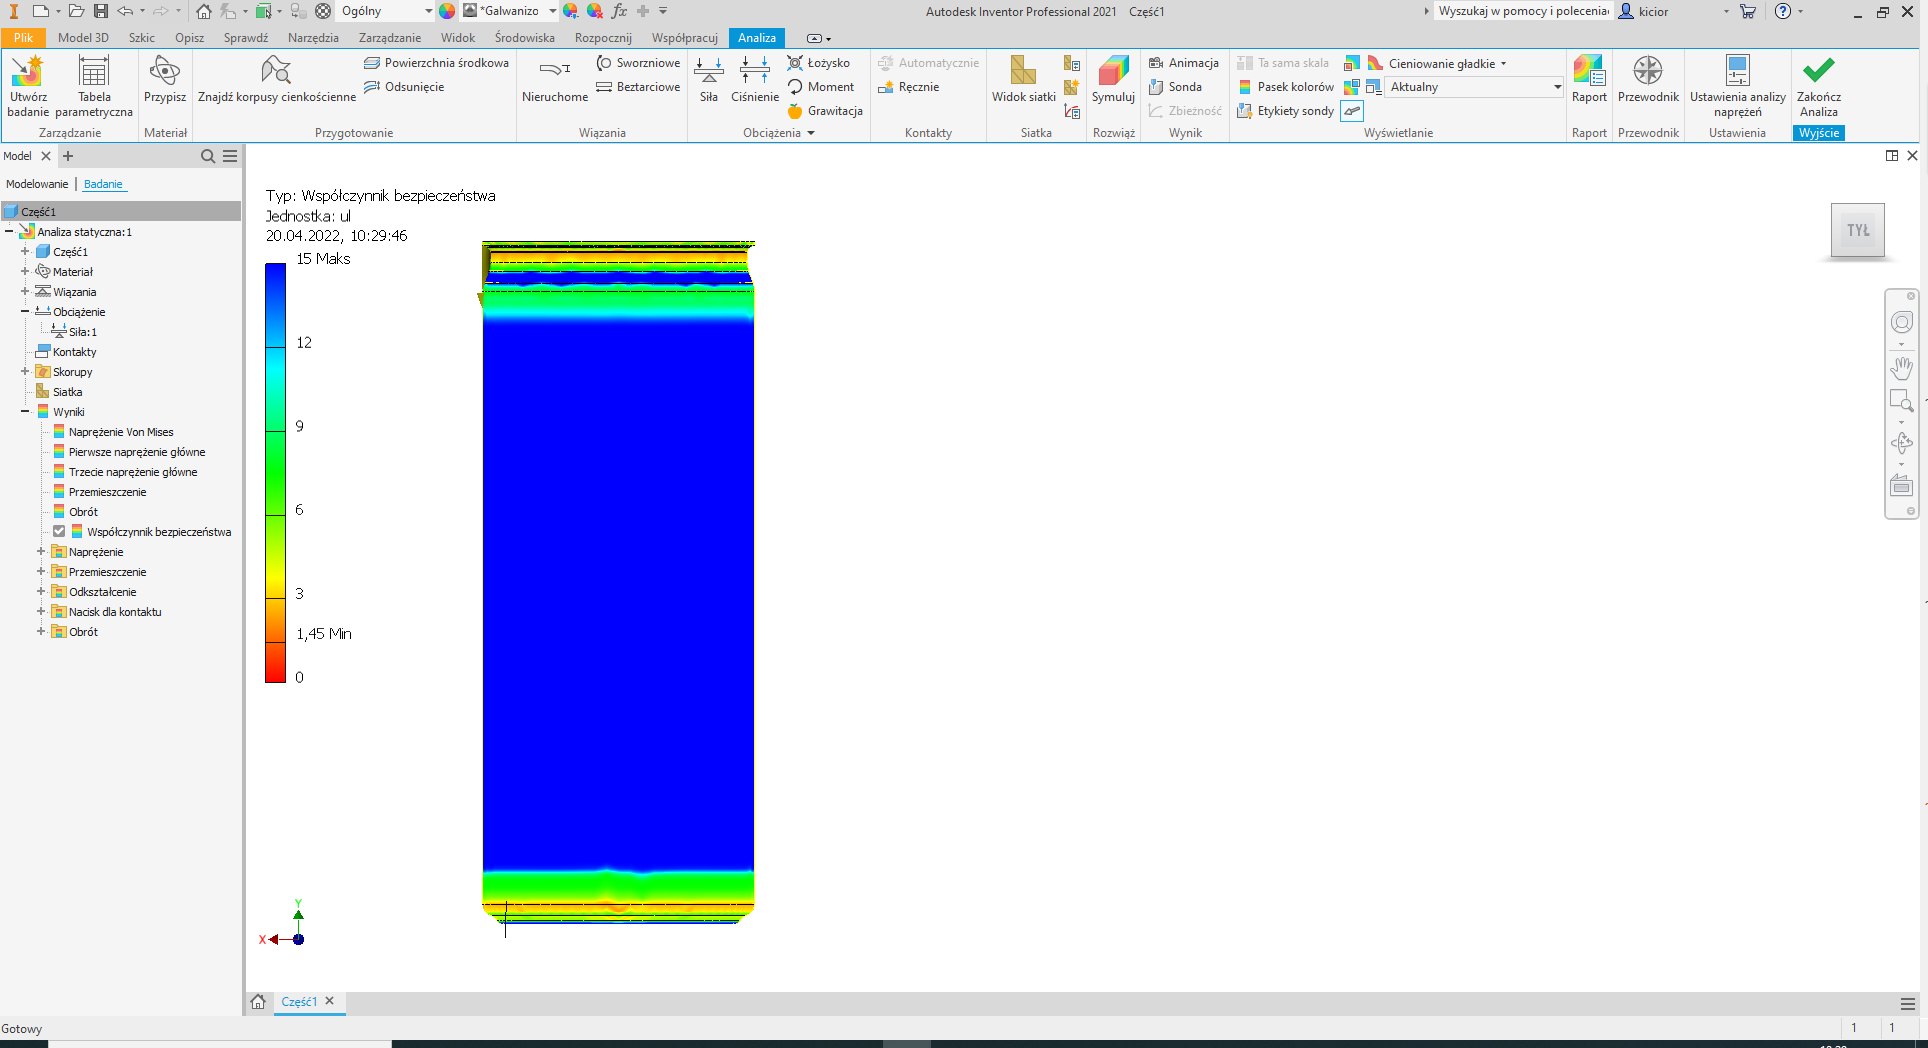 Ogólny
*Galwanizo
fx
Autodesk Inventor Professional 2021 Część1
Wyszukaj w pomocy i poleceniac
kicior
Plik Model 3D Szkic Opisz Sprawdź Narzędzia Zarządzanie Widok Środowiska Rozpocznij Współpracuj Analiza
Utwórz badanie
Tabela parametryczna
Zarządzanie
Przypisz
Materiał
Znajdź korpusy cienkościenne
Powierzchnia środkowa
Odsunięcie
Przygotowanie
Nieruchome
Sworzniowe
Beztarciowe
Wiązania
Siła
Ciśnienie
Łożysko
Moment
Grawitacja
Obciążenia
Automatycznie
Ręcznie
Kontakty
Widok siatki
Siatka
Symuluj
Rozwiąż
Animacja
Sonda
Zbieżność
Wynik
Ta sama skala
Pasek kolorów
Etykiety sondy
Cieniowanie gładkie
Aktualny
Wyświetlanie
Raport
Raport
Przewodnik
Przewodnik
Ustawienia analizy naprężeń
Ustawienia
Zakończ Analiza
Wyjście
Model
Modelowanie Badanie
Część1
Analiza statyczna:1
Część1
Materiał
Wiązania
Obciążenie
Siła:1
Kontakty
Skorupy
Siatka
Wyniki
Naprężenie Von Mises
Pierwsze naprężenie główne
Trzecie naprężenie główne
Przemieszczenie
Obrót
Współczynnik bezpieczeństwa
Naprężenie
Przemieszczenie
Odkształcenie
Nacisk dla kontaktu
Obrót
Typ: Współczynnik bezpieczeństwa
Jednostka: ul
20.04.2022, 10:29:46
15 Maks
12
9
6
3
1,45 Min
0
TYŁ
Y
X
Część1
Gotowy
1 1